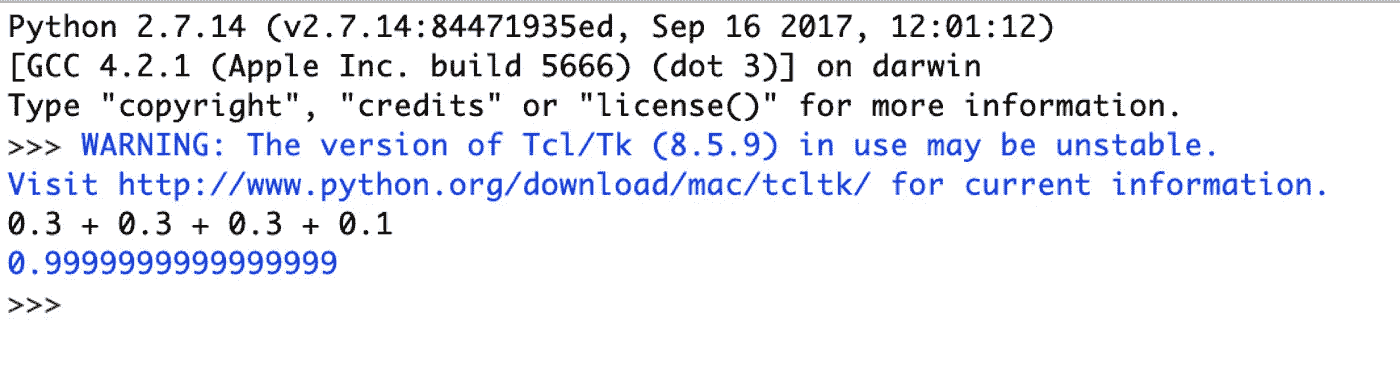 Python 2.7.14 (v2.7.14:84471935ed, Sep 16 2017, 12:01:12)
[GCC 4.2.1 (Apple Inc. build 5666) (dot 3)] on darwin
Type "copyright", "credits" or "license()" for more information.
>>> WARNING: The version of Tcl/Tk (8.5.9) in use may be unstable.
Visit http://www.python.org/download/mac/tcltk/ for current information.
0.3 + 0.3 + 0.3 + 0.1
0.9999999999999999
>>>